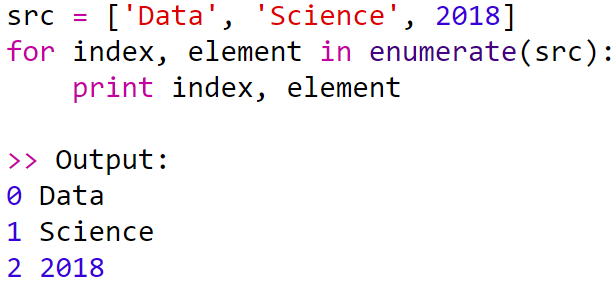 src = ['Data', 'Science', 2018]
for index, element in enumerate(src):
    print index, element
>> Output:
0 Data
1 Science
2 2018